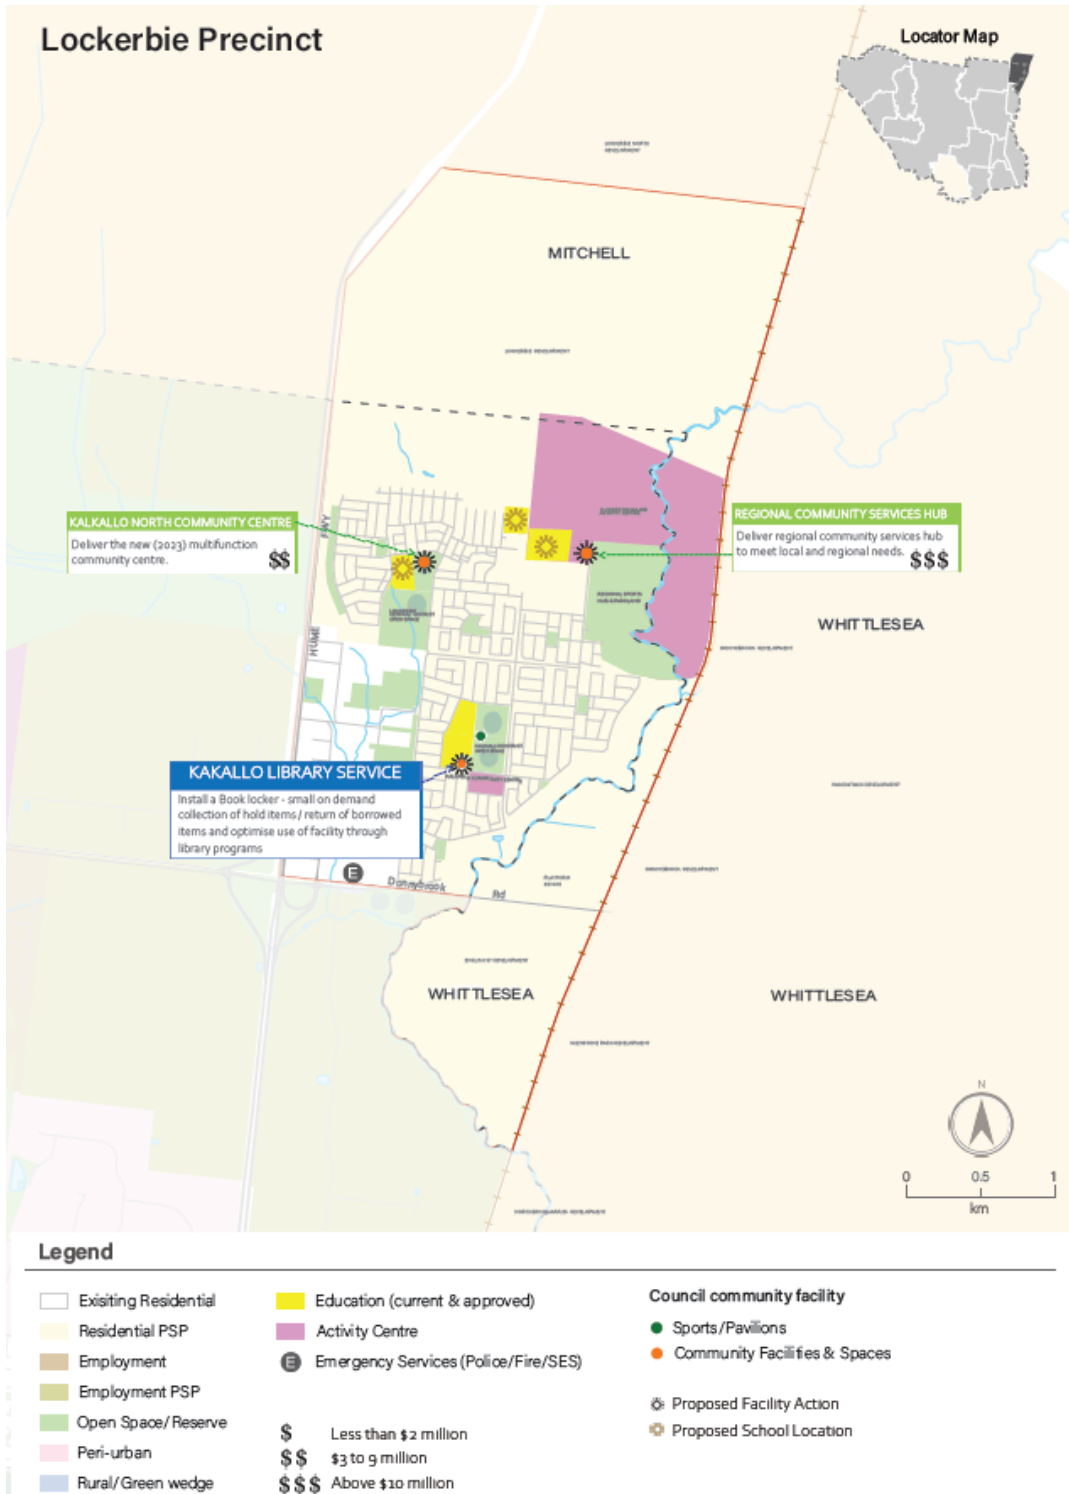 Lockerbie Precinct
Locator Map
MITCHELL
KALKALLO NORTH COMMUNITY CENTRE
Deliver the new (2023) multifunction
community centre.
$$
REGIONAL COMMUNITY SERVICES HUB
Deliver regional community services hub
to meet local and regional needs.
$$$
FWY
HUME
REGIONAL SPORTS
WHITTLESEA
KAKALLO LIBRARY SERVICE
Install a Book locker - small on demand
collection of hold items / return of borrowed
items and optimise use of facility through
library programs
E
Donnybrook
Rd
WHITTLESEA
WHITTLESEA
N
0
0.5
1
km
Legend
Exisiting Residential
Residential PSP
Employment
Employment PSP
Open Space/Reserve
Peri-urban
Rural/Green wedge
Education (current & approved)
Activity Centre
E
Emergency Services (Police/Fire/SES)
$ Less than $2 million
$$ $3 to 9 million
$$$ Above $10 million
Council community facility
Sports/Pavilions
Community Facilities & Spaces
Proposed Facility Action
Proposed School Location